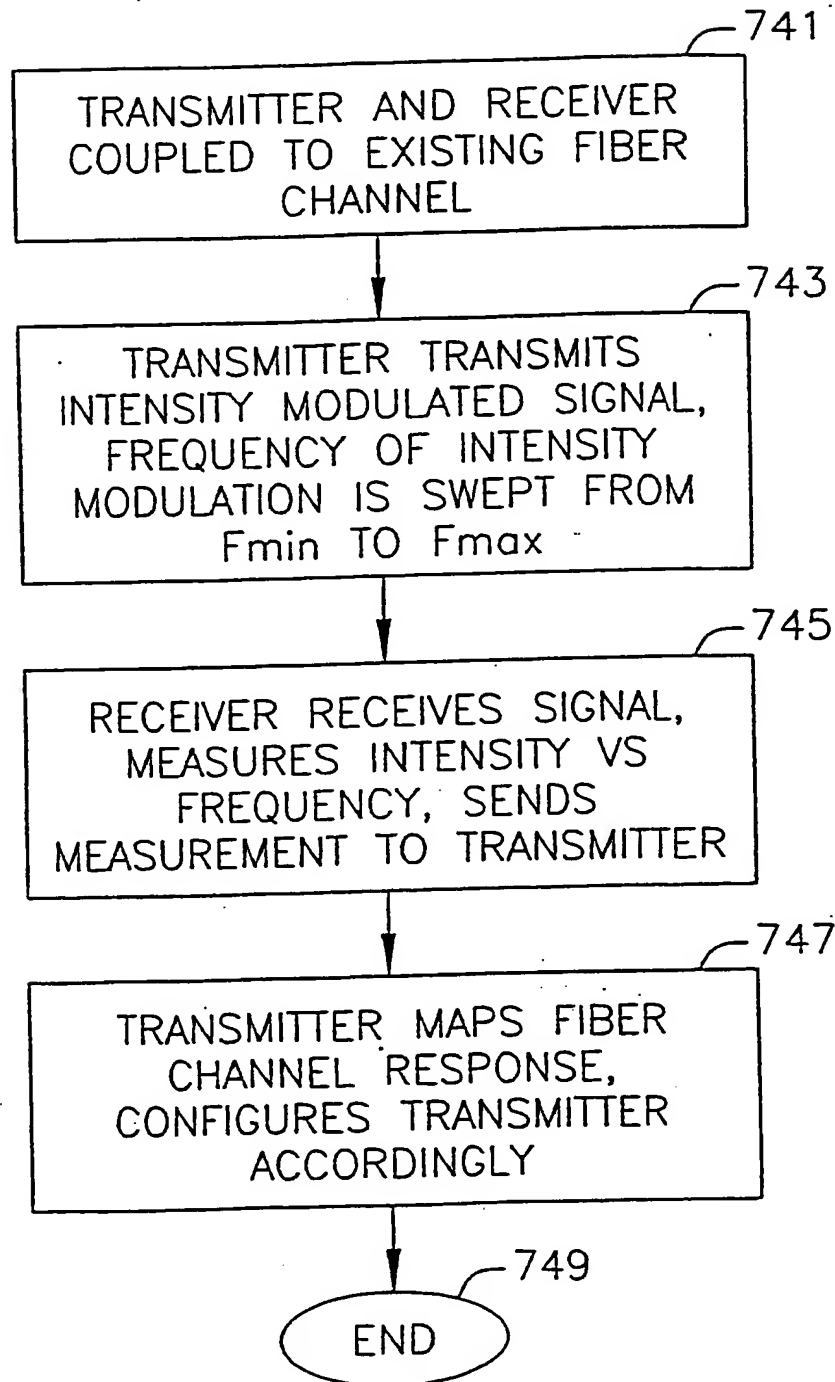 741
TRANSMITTER AND RECEIVER
COUPLED TO EXISTING FIBER
CHANNEL
743
TRANSMITTER TRANSMITS
INTENSITY MODULATED SIGNAL,
FREQUENCY OF INTENSITY
MODULATION IS SWEPT FROM
Fmin TO Fmax
745
RECEIVER RECEIVES SIGNAL,
MEASURES INTENSITY VS
FREQUENCY, SENDS
MEASUREMENT TO TRANSMITTER
747
TRANSMITTER MAPS FIBER
CHANNEL RESPONSE,
CONFIGURES TRANSMITTER
ACCORDINGLY
749
END